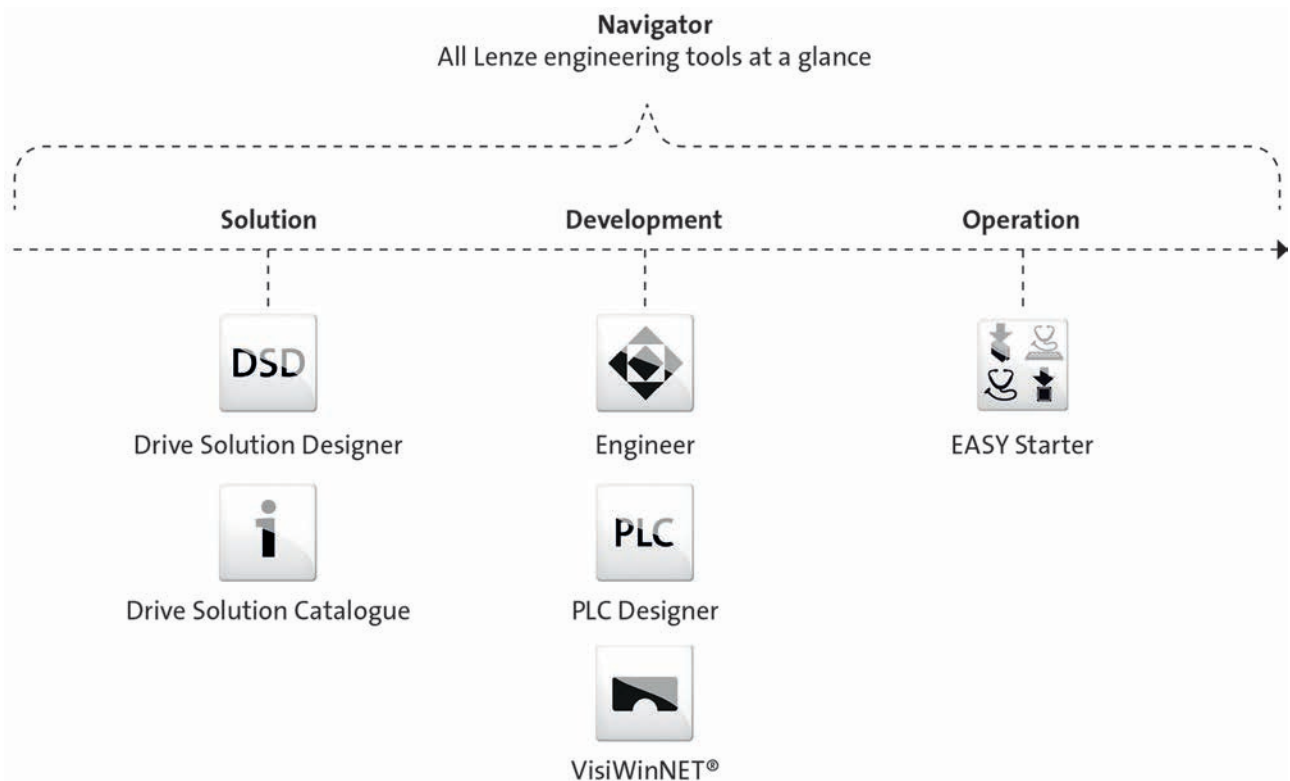 Navigator
All Lenze engineering tools at a glance
Solution
Development
Operation
DSD
Drive Solution Designer
Engineer
EASY Starter
i
Drive Solution Catalogue
PLC
PLC Designer
VisiWinNET®